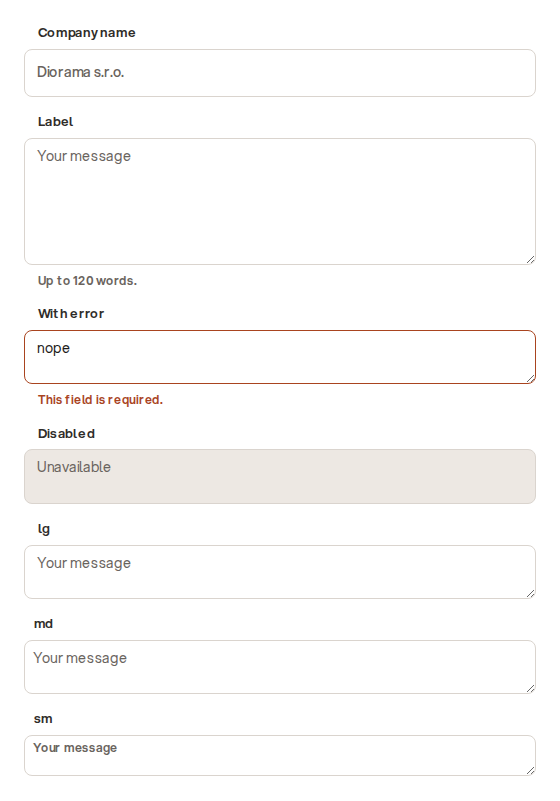 Company name
Diorama s.r.o.
Label
Your message
Up to 120 words.
With error
nope
This field is required.
Disabled
Unavailable
lg
Your message
md
Your message
sm
Your message